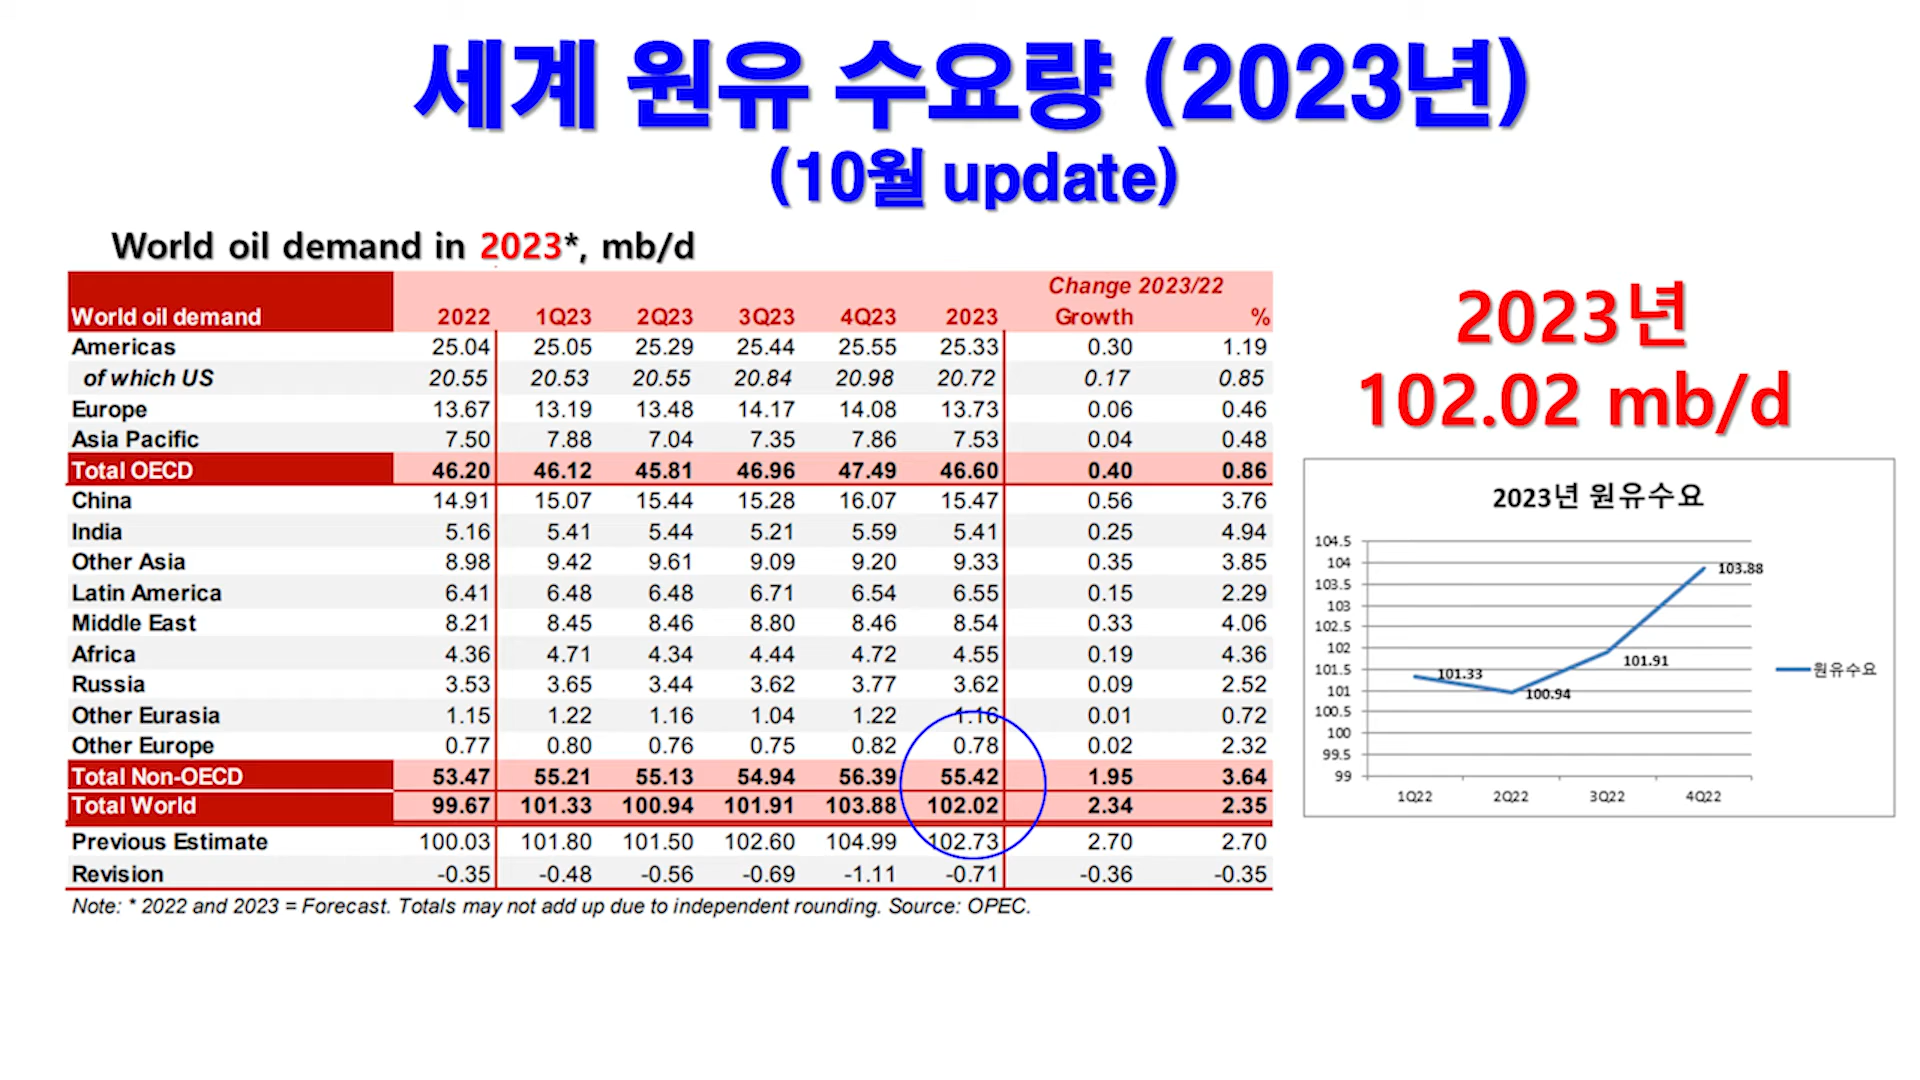 세계 원유 수요량 (2023년)
(10월 update)
World oil demand in 2023*, mb/d
Change 2023/22
World oil demand 2022 1Q23 2Q23 3Q23 4Q23 2023 Growth %
Americas 25.04 25.05 25.29 25.44 25.55 25.33 0.30 1.19
of which US 20.55 20.53 20.55 20.84 20.98 20.72 0.17 0.85
Europe 13.67 13.19 13.48 14.17 14.08 13.73 0.06 0.46
Asia Pacific 7.50 7.88 7.04 7.35 7.86 7.53 0.04 0.48
Total OECD 46.20 46.12 45.81 46.96 47.49 46.60 0.40 0.86
China 14.91 15.07 15.44 15.28 16.07 15.47 0.56 3.76
India 5.16 5.41 5.44 5.21 5.59 5.41 0.25 4.94
Other Asia 8.98 9.42 9.61 9.09 9.20 9.33 0.35 3.85
Latin America 6.41 6.48 6.48 6.71 6.54 6.55 0.15 2.29
Middle East 8.21 8.45 8.46 8.80 8.46 8.54 0.33 4.06
Africa 4.36 4.71 4.34 4.44 4.72 4.55 0.19 4.36
Russia 3.53 3.65 3.44 3.62 3.77 3.62 0.09 2.52
Other Eurasia 1.15 1.22 1.16 1.04 1.22 1.16 0.01 0.72
Other Europe 0.77 0.80 0.76 0.75 0.82 0.78 0.02 2.32
Total Non-OECD 53.47 55.21 55.13 54.94 56.39 55.42 1.95 3.64
Total World 99.67 101.33 100.94 101.91 103.88 102.02 2.34 2.35
Previous Estimate 100.03 101.80 101.50 102.60 104.99 102.73 2.70 2.70
Revision -0.35 -0.48 -0.56 -0.69 -1.11 -0.71 -0.36 -0.35
Note: * 2022 and 2023 = Forecast. Totals may not add up due to independent rounding. Source: OPEC.
2023년
102.02 mb/d
2023년 원유수요
104.5
104
103.5
103
102.5
102
101.5
101
100.5
100
99.5
99
101.33
100.94
101.91
103.88
1Q22 2Q22 3Q22 4Q22
원유수요